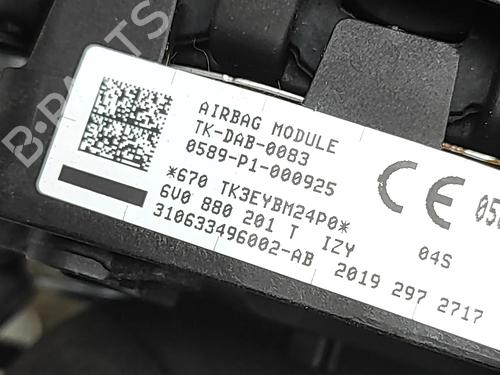 B-PARTS
AIRBAG MODULE
TK-DAB-0083
0589-P1-000925
*670 TK3EYBM24P0*
6V0 880 201 T IZY 04S
310633496002-AB 2019 297 2717
CE